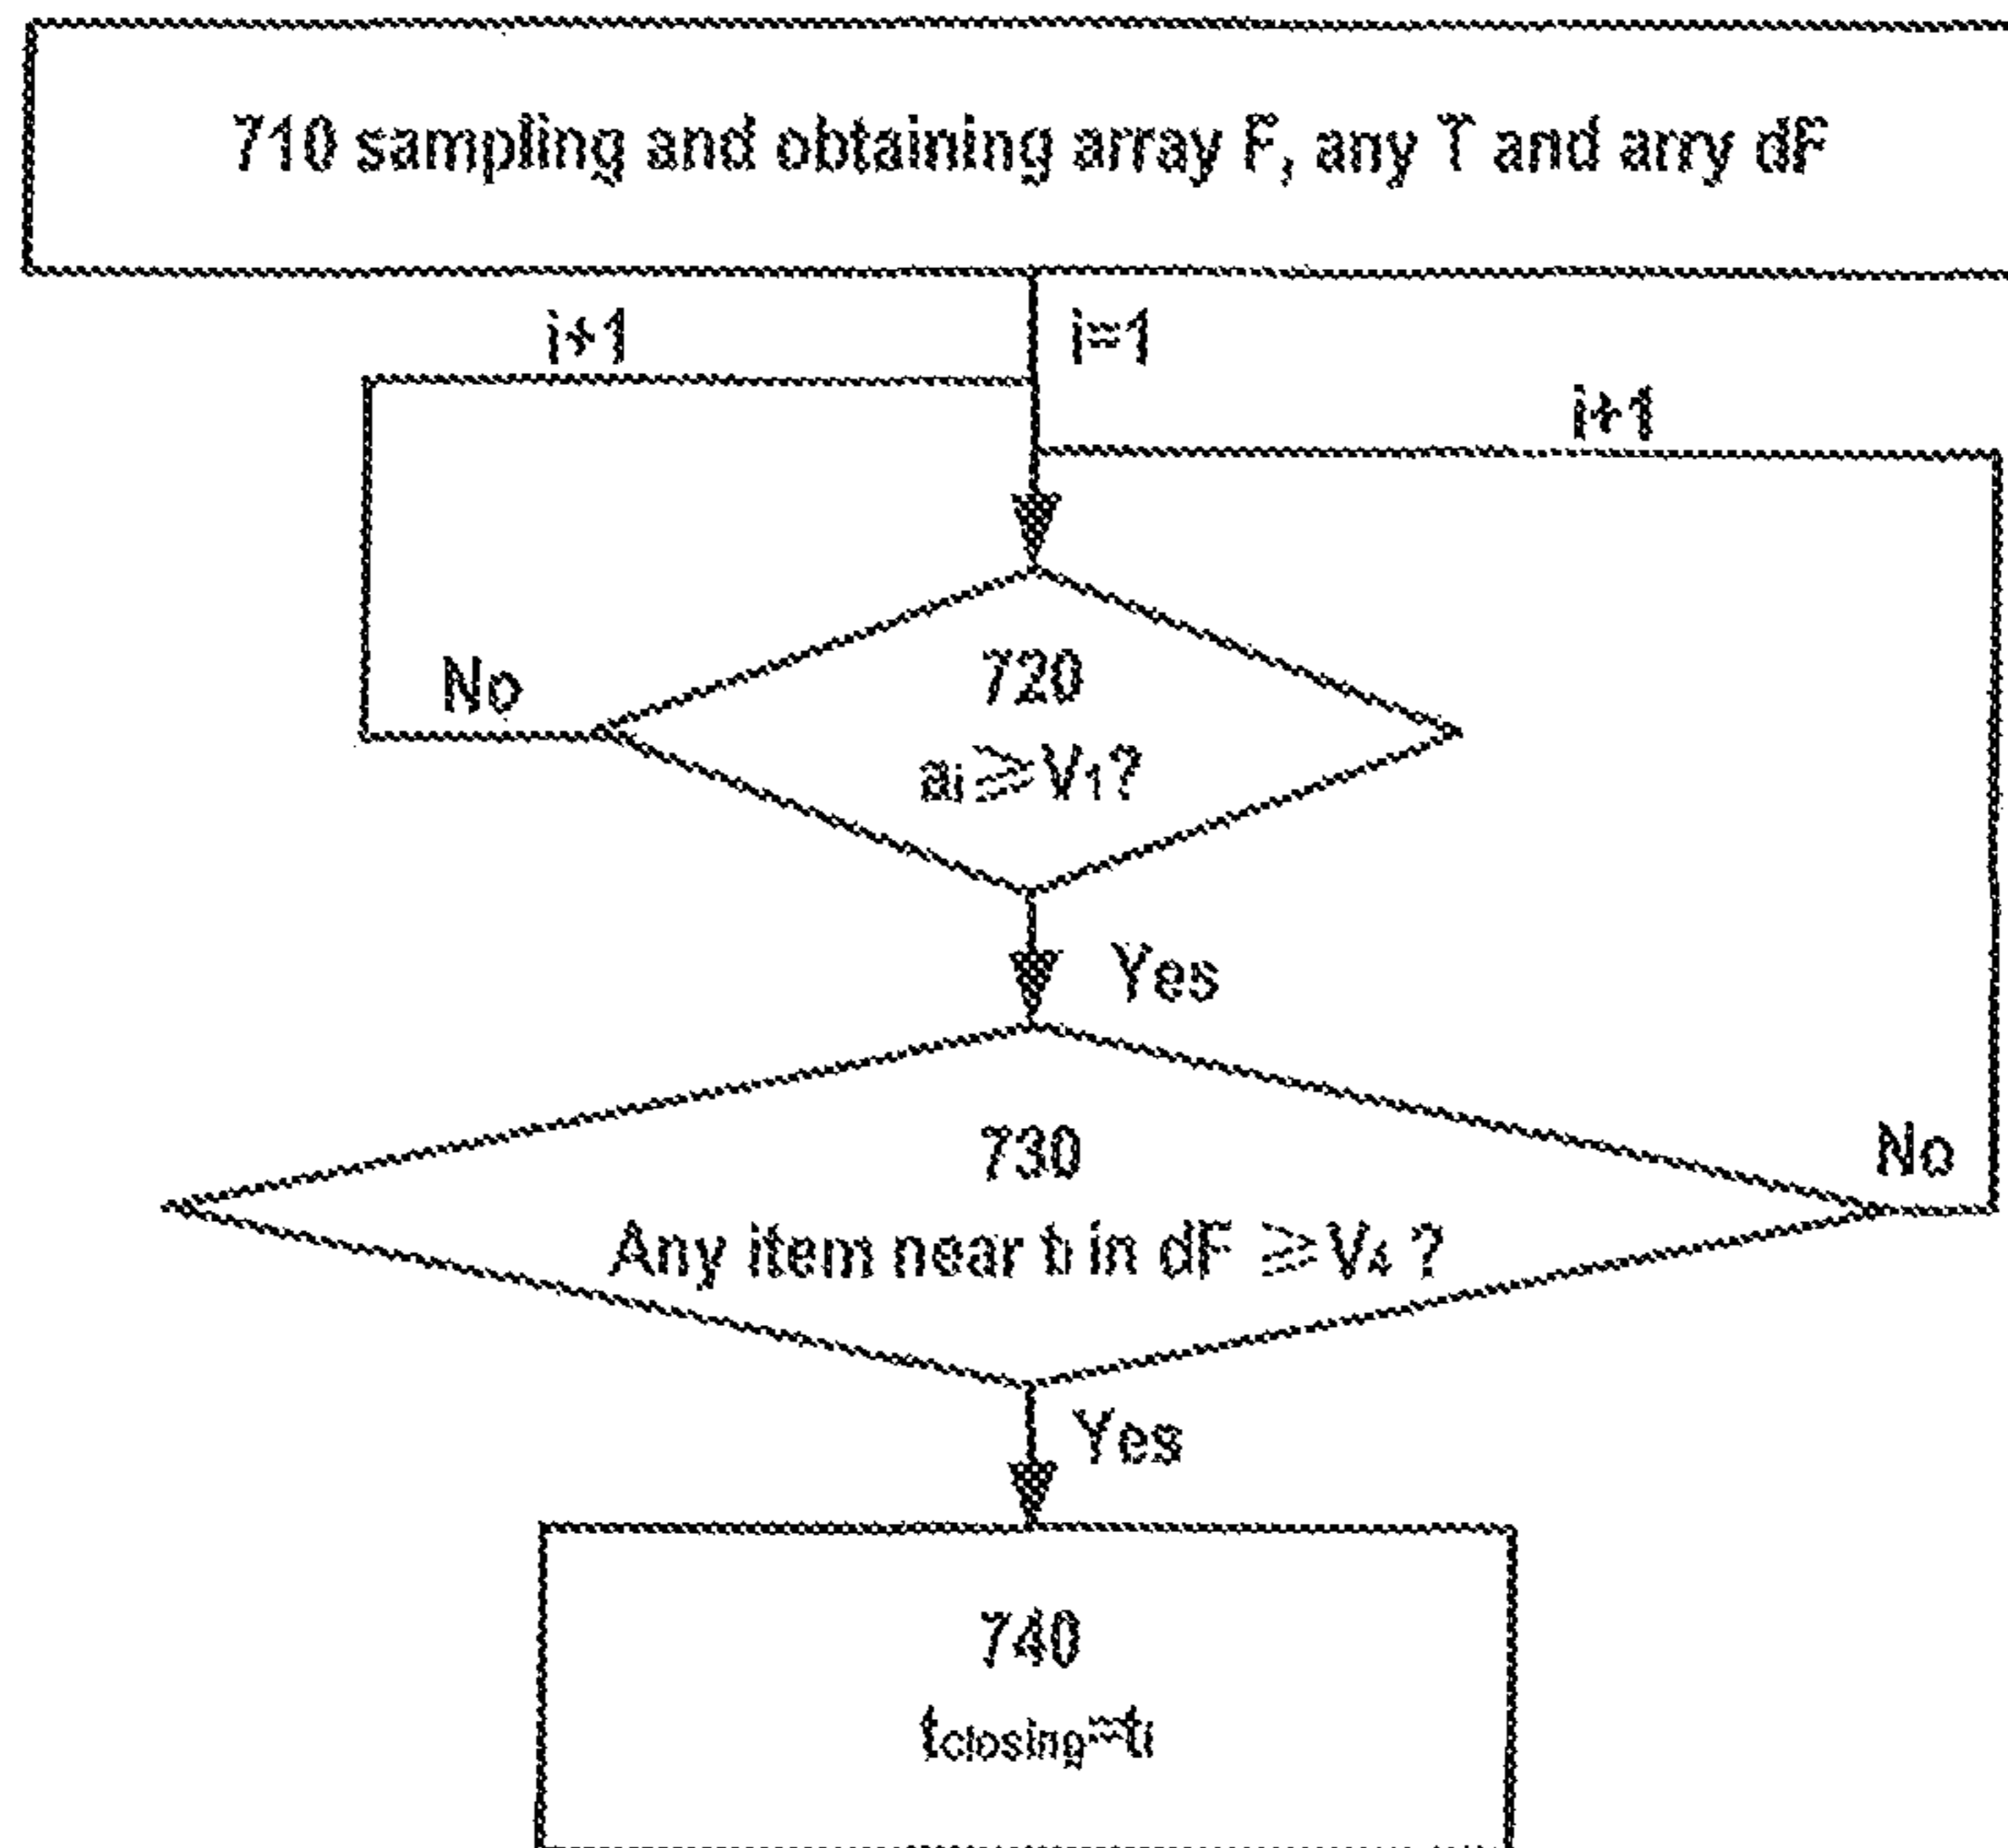 710 sampling and obtaining array F, any T and arry dF
i+1
i=1
i+1
720
No
aᵢ≥V₁?
Yes
730
No
Any item near tᵢ in dF ≥V₄ ?
Yes
740
t_closing=tᵢ